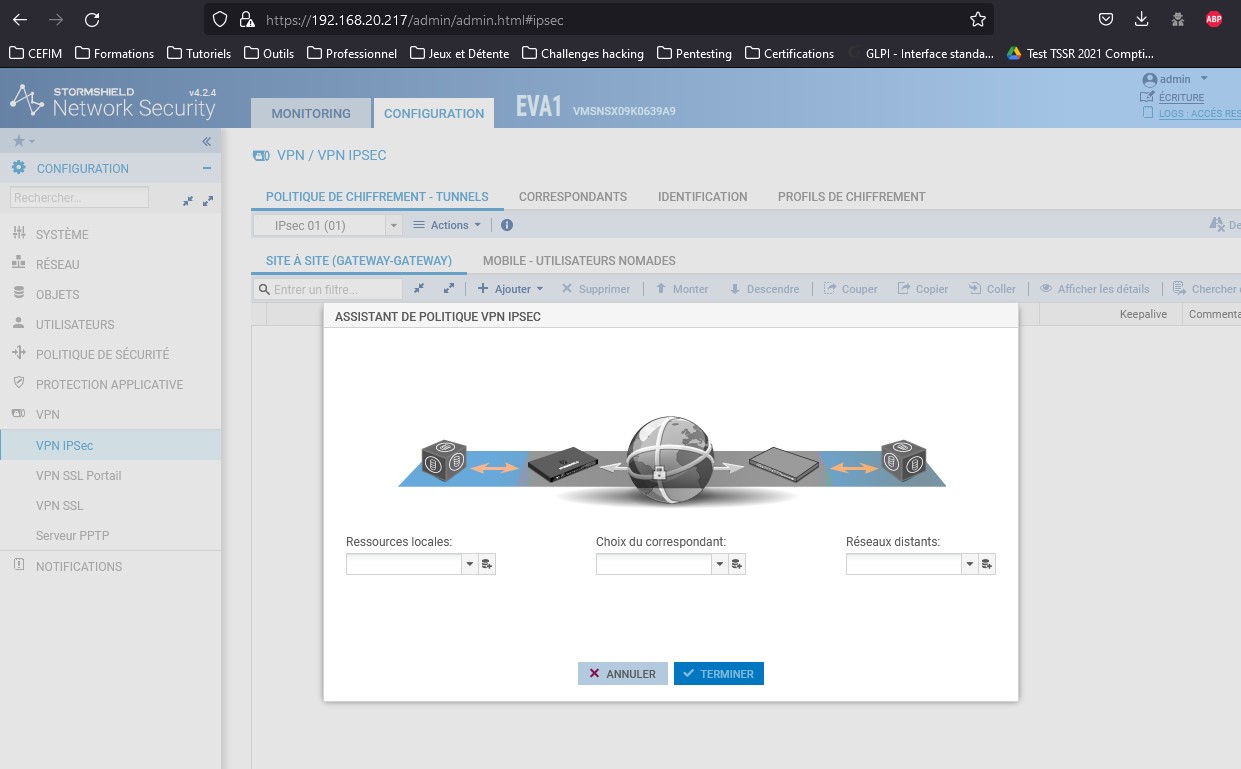 https://192.168.20.217/admin/admin.html#ipsec
ABP
CEFIM Formations Tutoriels Outils Professionnel Jeux et Détente Challenges hacking Pentesting Certifications GLPI - Interface standa... Test TSSR 2021 Compti...
STORMSHIELD v4.2.4
Network Security
MONITORING CONFIGURATION EVA1 VMSNSX09K0639A9
admin
ÉCRITURE
LOGS : ACCÈS RES
CONFIGURATION
Rechercher...
SYSTÈME
RÉSEAU
OBJETS
UTILISATEURS
POLITIQUE DE SÉCURITÉ
PROTECTION APPLICATIVE
VPN
VPN IPSec
VPN SSL Portail
VPN SSL
Serveur PPTP
NOTIFICATIONS
VPN / VPN IPSEC
POLITIQUE DE CHIFFREMENT - TUNNELS CORRESPONDANTS IDENTIFICATION PROFILS DE CHIFFREMENT
IPsec 01 (01) Actions De
SITE À SITE (GATEWAY-GATEWAY) MOBILE - UTILISATEURS NOMADES
Entrer un filtre... Ajouter Supprimer Monter Descendre Couper Copier Coller Afficher les détails Chercher
Keepalive Commenta
ASSISTANT DE POLITIQUE VPN IPSEC
Ressources locales: Choix du correspondant: Réseaux distants:
ANNULER TERMINER